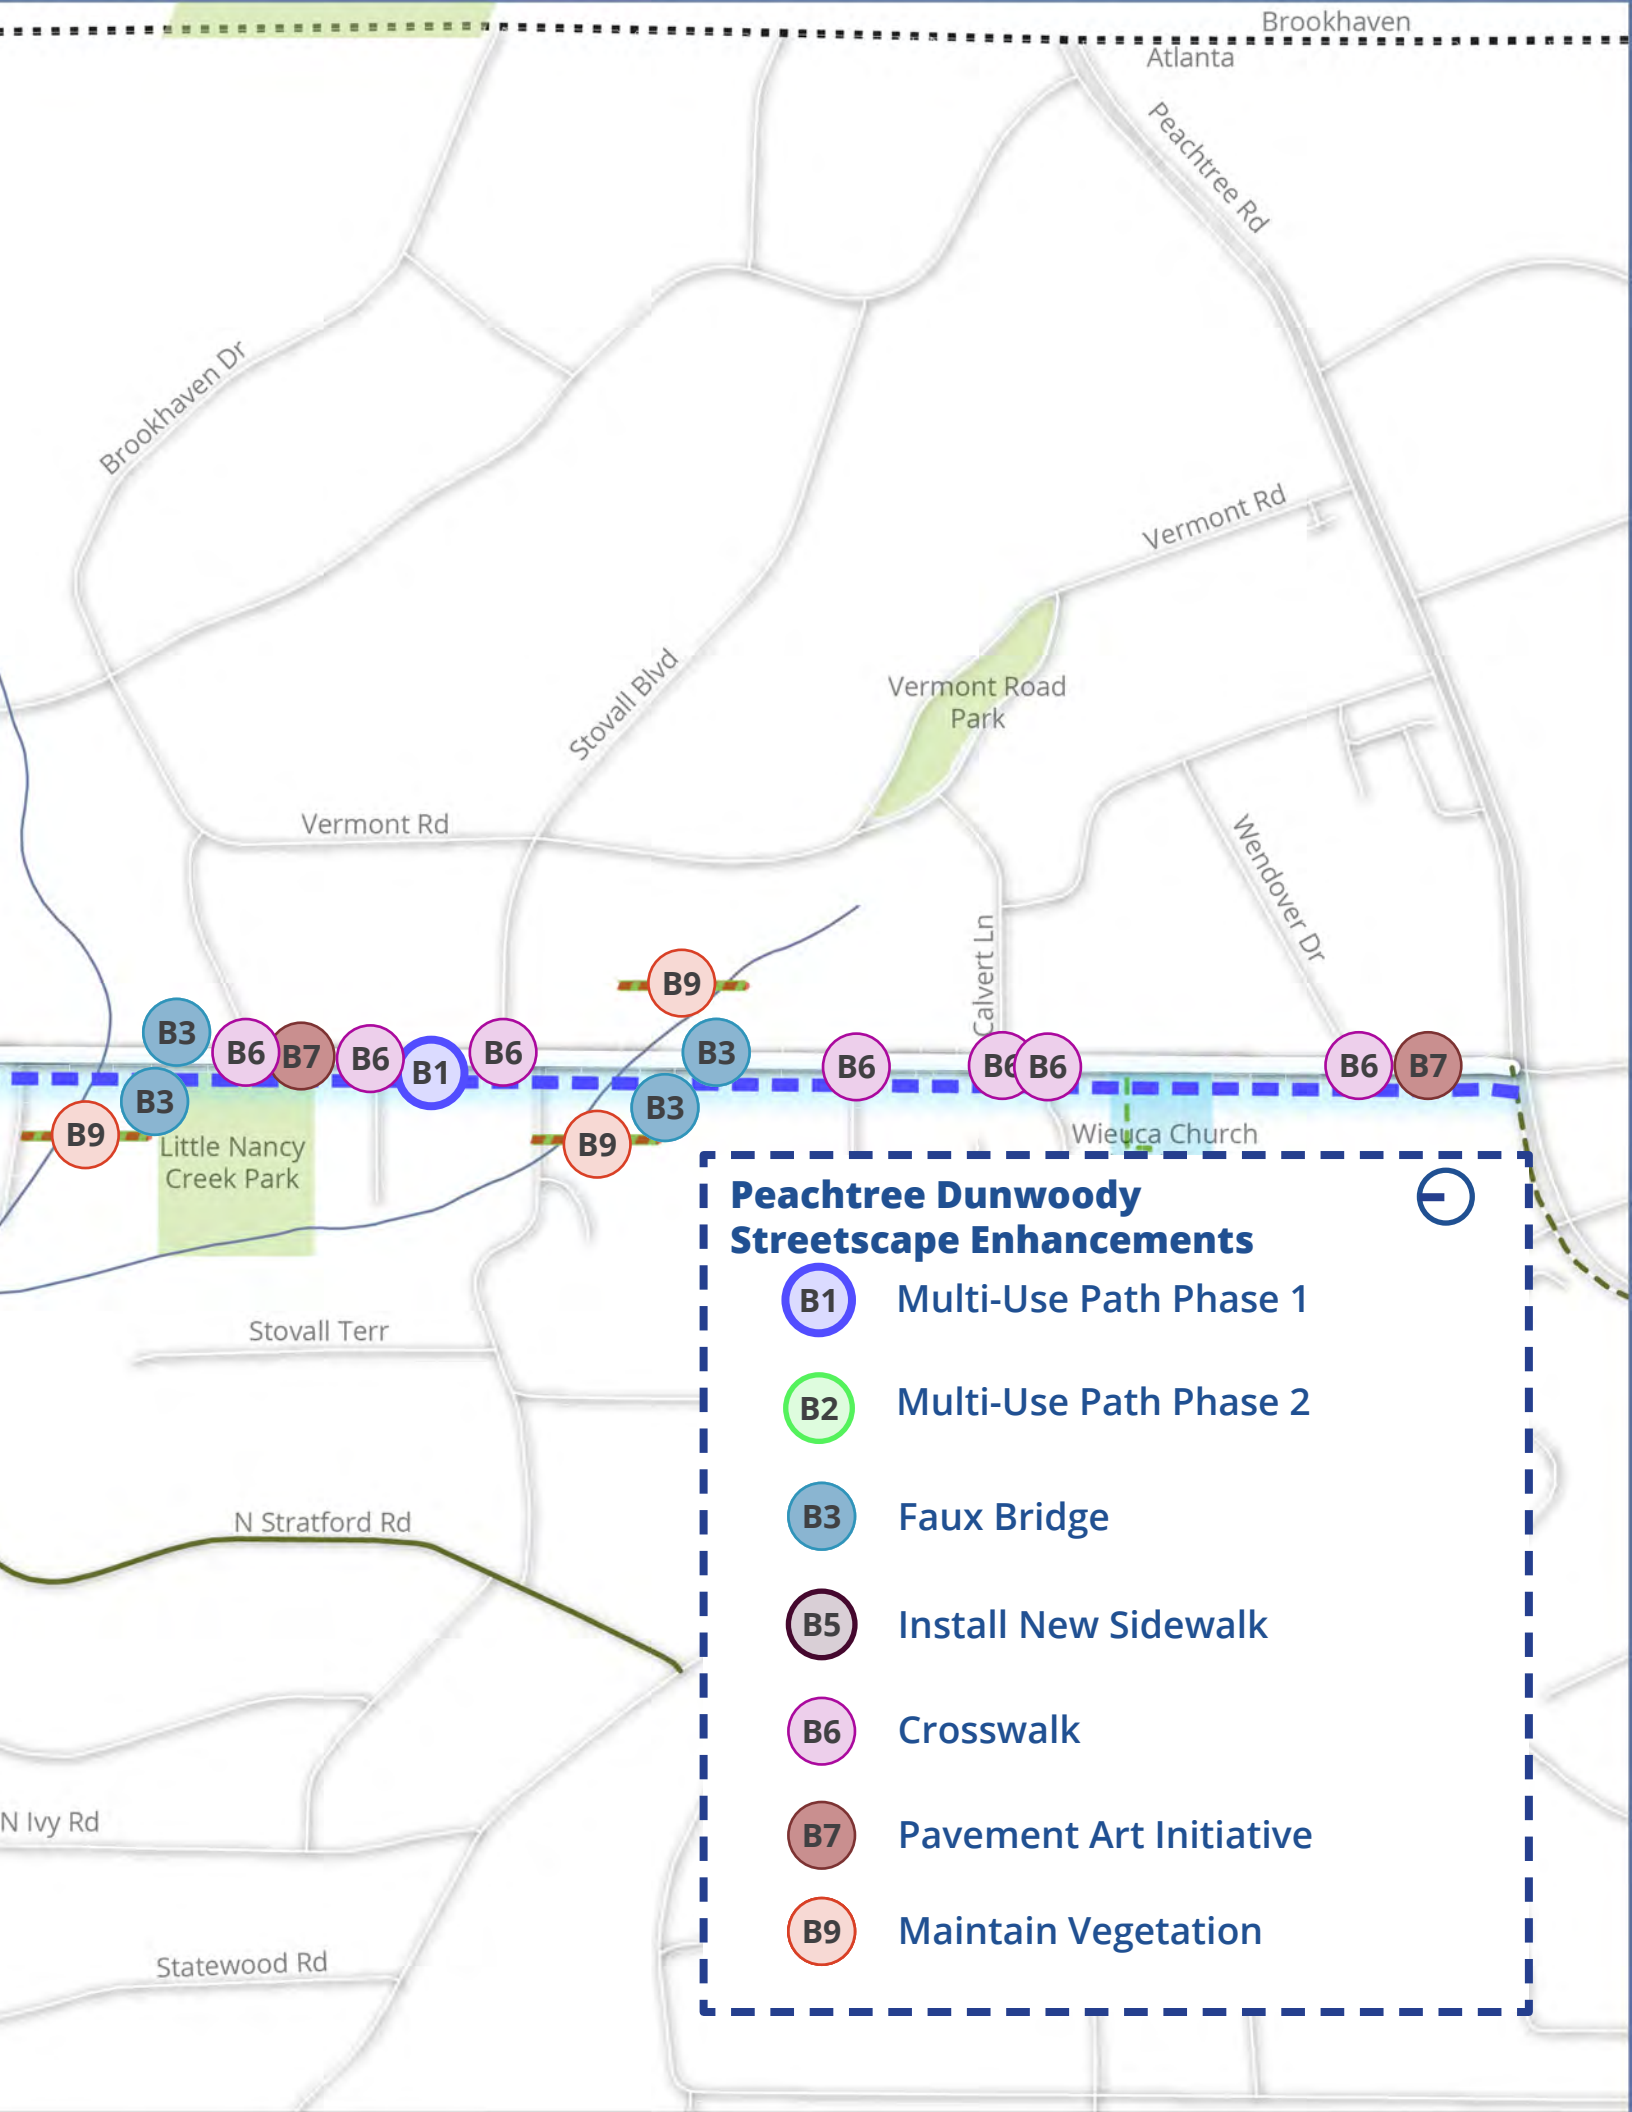 Brookhaven
Atlanta
Peachtree Rd
Brookhaven Dr
Vermont Rd
Stovall Blvd
Vermont Road
Park
Vermont Rd
Wendover Dr
Calvert Ln
B9
B3
B6
B7
B6
B1
B6
B3
B6
B6
B6
B6
B7
B3
B9
B3
B9
Little Nancy
Creek Park
Wieuca Church
Peachtree Dunwoody
Streetscape Enhancements
B1 Multi-Use Path Phase 1
B2 Multi-Use Path Phase 2
B3 Faux Bridge
B5 Install New Sidewalk
B6 Crosswalk
B7 Pavement Art Initiative
B9 Maintain Vegetation
Stovall Terr
N Stratford Rd
N Ivy Rd
Statewood Rd